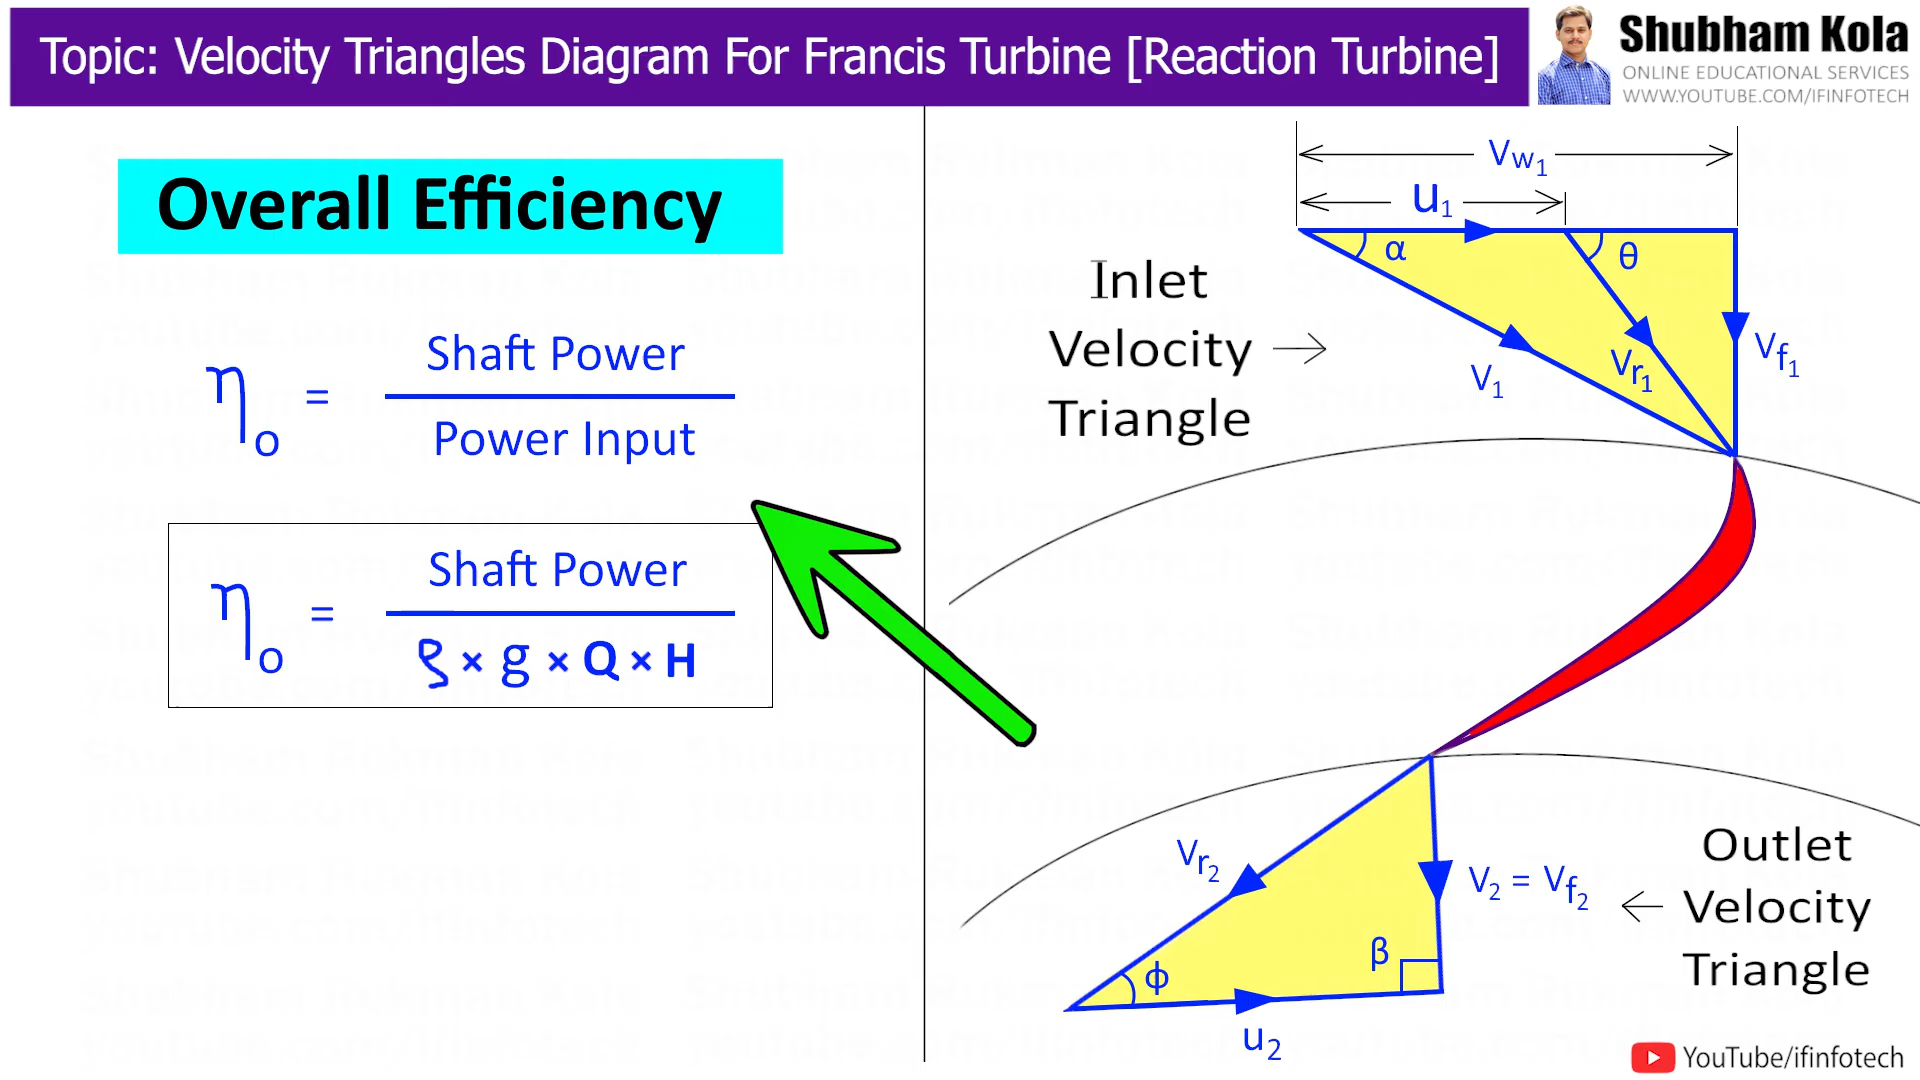 Topic: Velocity Triangles Diagram For Francis Turbine [Reaction Turbine]
Shubham Kola
ONLINE EDUCATIONAL SERVICES
WWW.YOUTUBE.COM/IFINFOTECH
Overall Efficiency
ηo = Shaft Power
Power Input
ηo = Shaft Power
ρ × g × Q × H
Vw1
u1
α
θ
Inlet
Velocity →
Triangle
V1
Vr1
Vf1
Vr2
V2 = Vf2
β
ϕ
u2
Outlet
← Velocity
Triangle
YouTube/ifinfotech